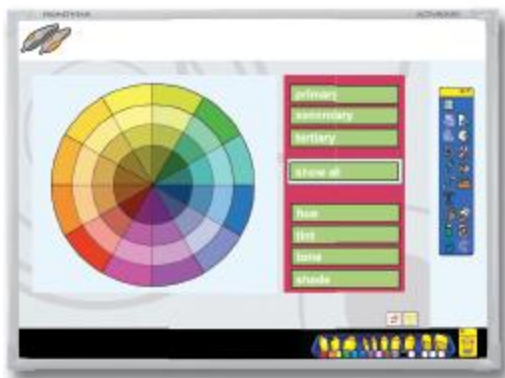 primary
secondary
tertiary
show all
hue
tint
tone
shade